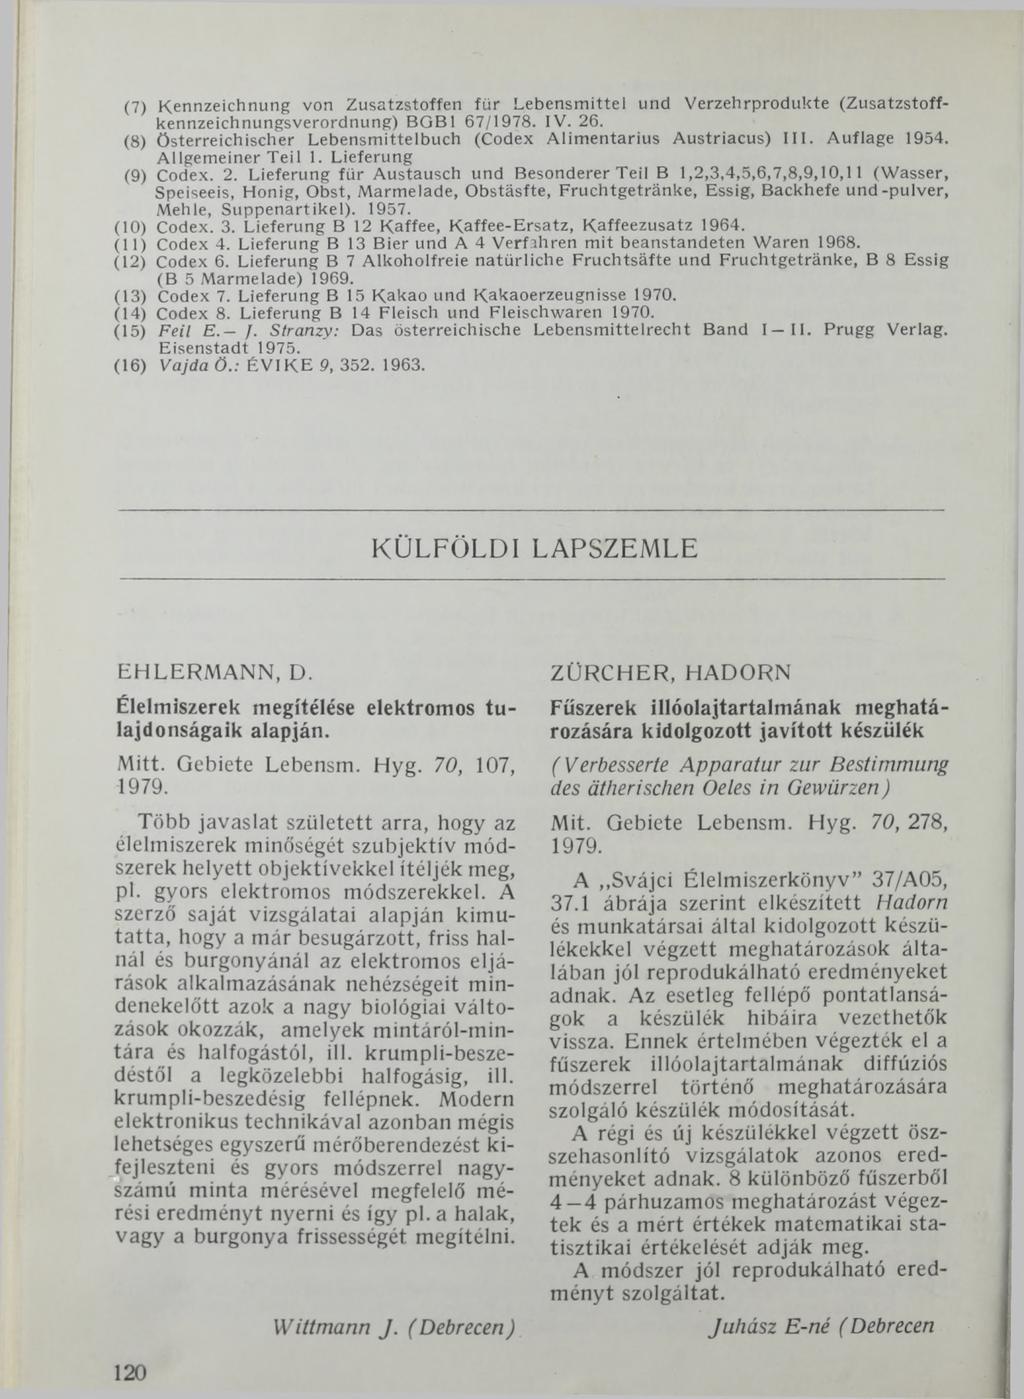 (7) Kennzeichnung von Zusatzstoffen für Lebensmittel und Verzehrprodukte (Zusatzstoff-
kennzeichnungsverordnung) BGB1 67/1978. IV. 26.
(8) Österreichischer Lebensmittelbuch (Codex Alimentarius Austriacus) III. Auflage 1954.
Allgemeiner Teil 1. Lieferung
(9) Codex. 2. Lieferung für Austausch und Besonderer Teil B 1,2,3,4,5,6,7,8,9,10,11 (Wasser,
Speiseeis, Honig, Obst, Marmelade, Obstäsfte, Fruchtgetränke, Essig, Backhefe und -pulver,
Mehle, Suppenartikel). 1957.
(10) Codex. 3. Lieferung B 12 Kaffee, Kaffee-Ersatz, Kaffeezusatz 1964.
(11) Codex 4. Lieferung B 13 Bier und A 4 Verfahren mit beanstandeten Waren 1968.
(12) Codex 6. Lieferung B 7 Alkoholfreie natürliche Fruchtsäfte und Fruchtgetränke, B 8 Essig
(B 5 Marmelade) 1969.
(13) Codex 7. Lieferung B 15 Kakao und Kakaoerzeugnisse 1970.
(14) Codex 8. Lieferung B 14 Fleisch und Fleischwaren 1970.
(15) Feil E.— J. Stranzy: Das österreichische Lebensmittelrecht Band I—II. Prugg Verlag.
Eisenstadt 1975.
(16) Vajda Ö.: ÉVIKE 9, 352. 1963.
KÜLFÖLDI LAPSZEMLE
EHLERMANN, D.
Élelmiszerek megítélése elektromos tu-
lajdonságaik alapján.
Mitt. Gebiete Lebensm. Hyg. 70, 107,
1979.
Több javaslat született arra, hogy az
élelmiszerek minőségét szubjektív mód-
szerek helyett objektívekkel ítéljék meg,
pl. gyors elektromos módszerekkel. A
szerző saját vizsgálatai alapján kimu-
tatta, hogy a már besugárzott, friss hal-
nál és burgonyánál az elektromos eljá-
rások alkalmazásának nehézségeit min-
denekelőtt azok a nagy biológiai válto-
zások okozzák, amelyek mintáról-min-
tára és halfogástól, ill. krumpli-besze-
déstől a legközelebbi halfogásig, ill.
krumpli-beszedésig fellépnek. Modern
elektronikus technikával azonban mégis
lehetséges egyszerű mérőberendezést ki-
fejleszteni és gyors módszerrel nagy-
számú minta mérésével megfelelő mé-
rési eredményt nyerni és így pl. a halak,
vagy a burgonya frissességét megítélni.
Wittmann J. (Debrecen)
120
ZÜRCHER, HADORN
Fűszerek illóolajtartalmának meghatá-
rozására kidolgozott javított készülék
(Verbesserte Apparatur zur Bestimmung
des ätherischen Oeles in Gewürzen)
Mit. Gebiete Lebensm. Hyg. 70, 278,
1979.
A „Svájci Élelmiszerkönyv” 37/A05,
37.1 ábrája szerint elkészített Hadorn
és munkatársai által kidolgozott készü-
lékekkel végzett meghatározások álta-
lában jól reprodukálható eredményeket
adnak. Az esetleg fellépő pontatlansá-
gok a készülék hibáira vezethetők
vissza. Ennek értelmében végezték el a
fűszerek illóolajtartalmának diffúziós
módszerrel történő meghatározására
szolgáló készülék módosítását.
A régi és új készülékkel végzett ösz-
szehasonlító vizsgálatok azonos ered-
ményeket adnak. 8 különböző fűszerből
4—4 párhuzamos meghatározást végez-
tek és a mért értékek matematikai sta-
tisztikai értékelését adják meg.
A módszer jól reprodukálható ered-
ményt szolgáltat.
Juhász E-né (Debrecen